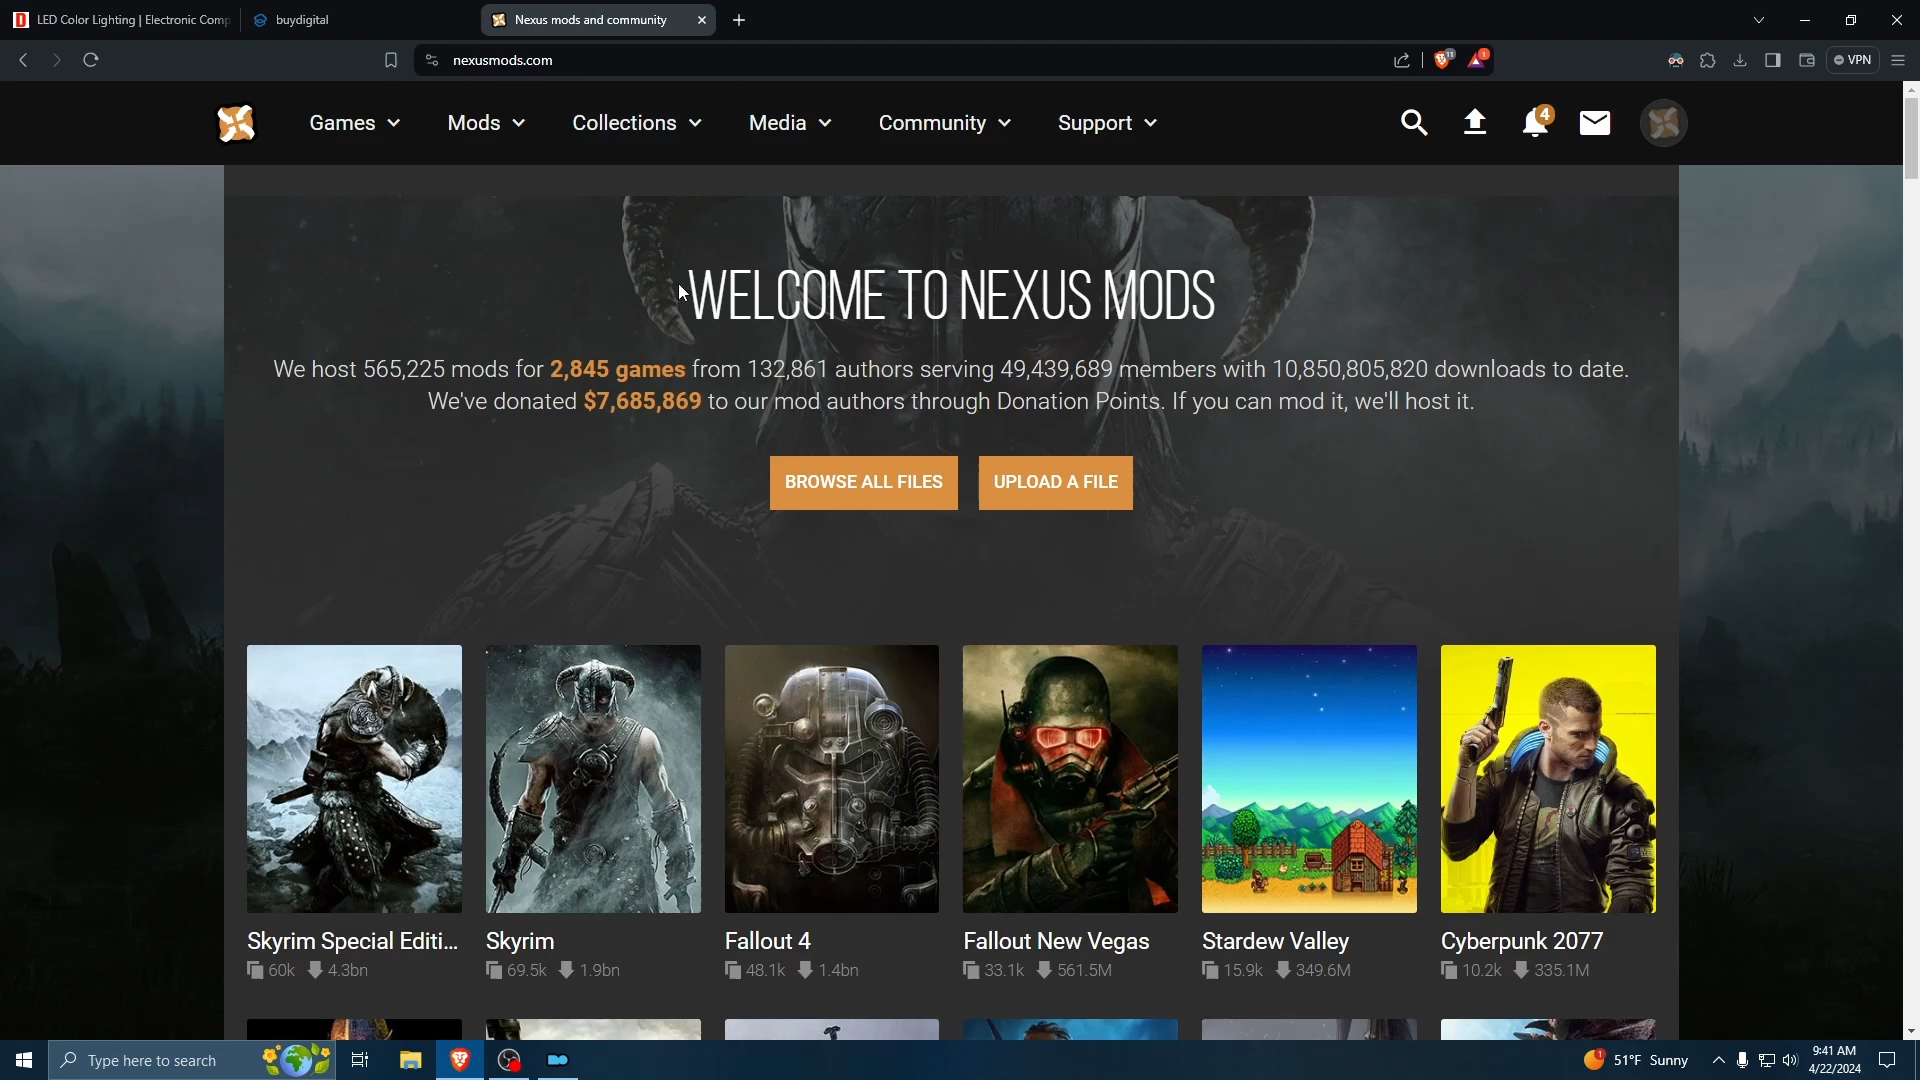 LED Color Lighting | Electronic Comp
buydigital
Nexus mods and community
nexusmods.com
11
1
VPN
Games
Mods
Collections
Media
Community
Support
4
WELCOME TO NEXUS MODS
We host 565,225 mods for 2,845 games from 132,861 authors serving 49,439,689 members with 10,850,805,820 downloads to date.
We've donated $7,685,869 to our mod authors through Donation Points. If you can mod it, we'll host it.
BROWSE ALL FILES
UPLOAD A FILE
Skyrim Special Editi...
60k 4.3bn
Skyrim
69.5k 1.9bn
Fallout 4
48.1k 1.4bn
Fallout New Vegas
33.1k 561.5M
Stardew Valley
15.9k 349.6M
Cyberpunk 2077
10.2k 335.1M
Type here to search
1
51°F Sunny
9:41 AM
4/22/2024